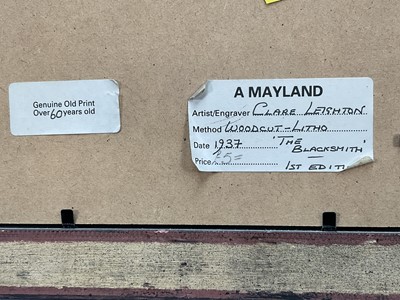 Genuine Old Print
Over 60 years old
A MAYLAND
Artist/Engraver CLARE LEIGHTON
Method WOODCUT-LITHO
Date 1937 'THE BLACKSMITH'
Price £5=
1ST EDITI